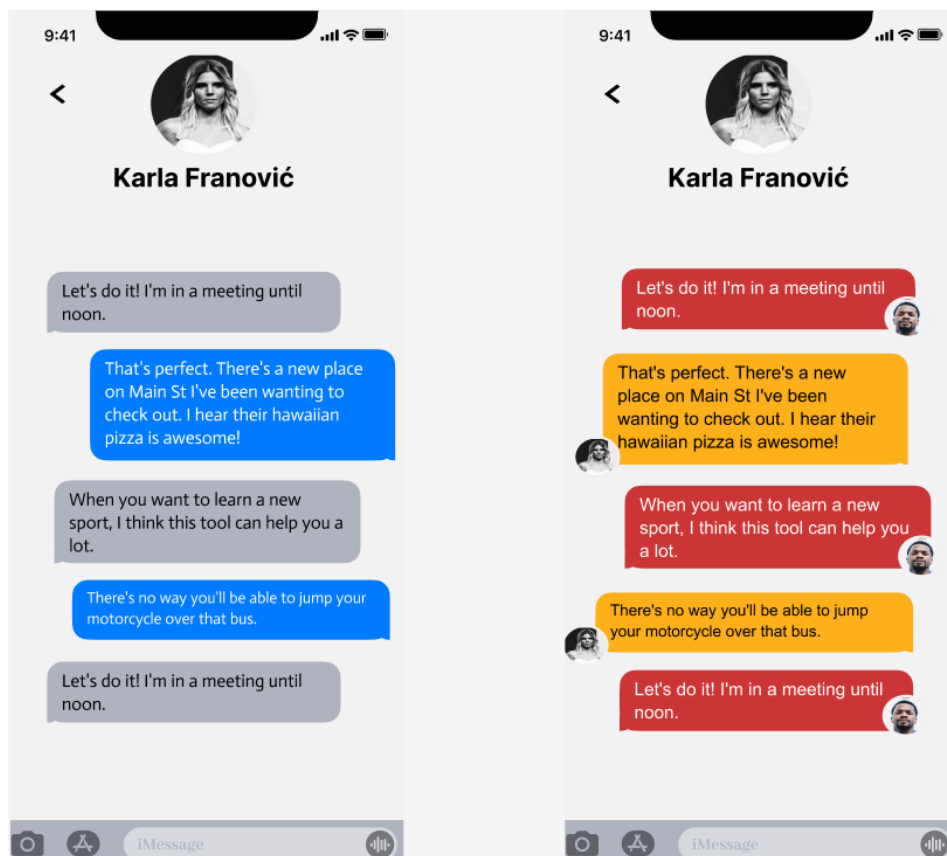 9:41
Karla Franović
Let's do it! I'm in a meeting until
noon.
That's perfect. There's a new place
on Main St I've been wanting to
check out. I hear their hawaiian
pizza is awesome!
When you want to learn a new
sport, I think this tool can help you a
lot.
There's no way you'll be able to jump your
motorcycle over that bus.
Let's do it! I'm in a meeting until
noon.
iMessage
9:41
Karla Franović
Let's do it! I'm in a meeting until
noon.
That's perfect. There's a new
place on Main St I've been
wanting to check out. I hear their
hawaiian pizza is awesome!
When you want to learn a new
sport, I think this tool can help you
a lot.
There's no way you'll be able to jump
your motorcycle over that bus.
Let's do it! I'm in a meeting until
noon.
iMessage